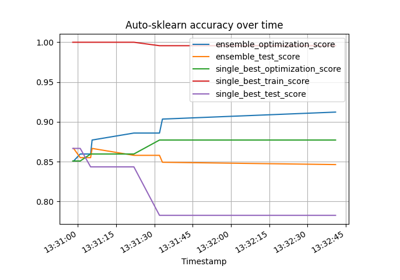 Auto-sklearn accuracy over time
1.00
0.95
0.90
0.85
0.80
ensemble_optimization_score
ensemble_test_score
single_best_optimization_score
single_best_train_score
single_best_test_score
13:31:00
13:31:15
13:31:30
13:31:45
13:32:00
13:32:15
13:32:30
13:32:45
Timestamp